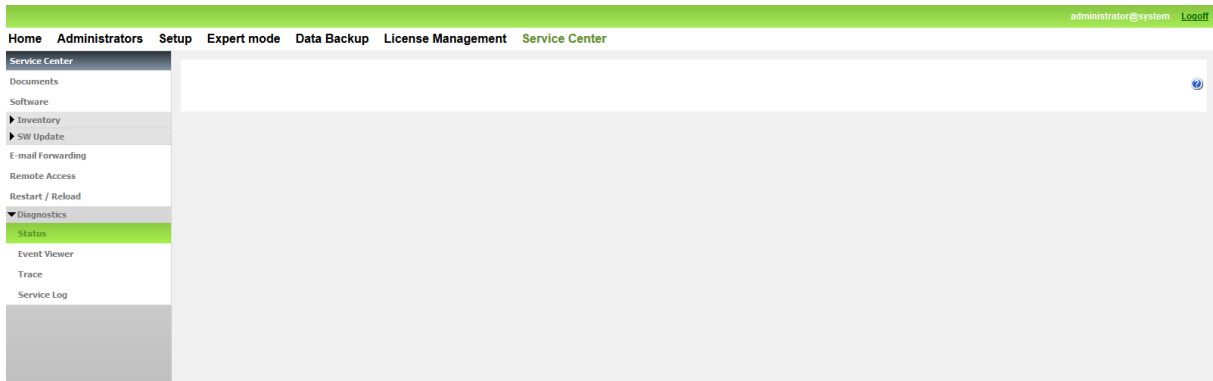 administrator@system Logoff
Home Administrators Setup Expert mode Data Backup License Management Service Center
Service Center
Documents
Software
Inventory
SW Update
E-mail Forwarding
Remote Access
Restart / Reload
Diagnostics
Status
Event Viewer
Trace
Service Log